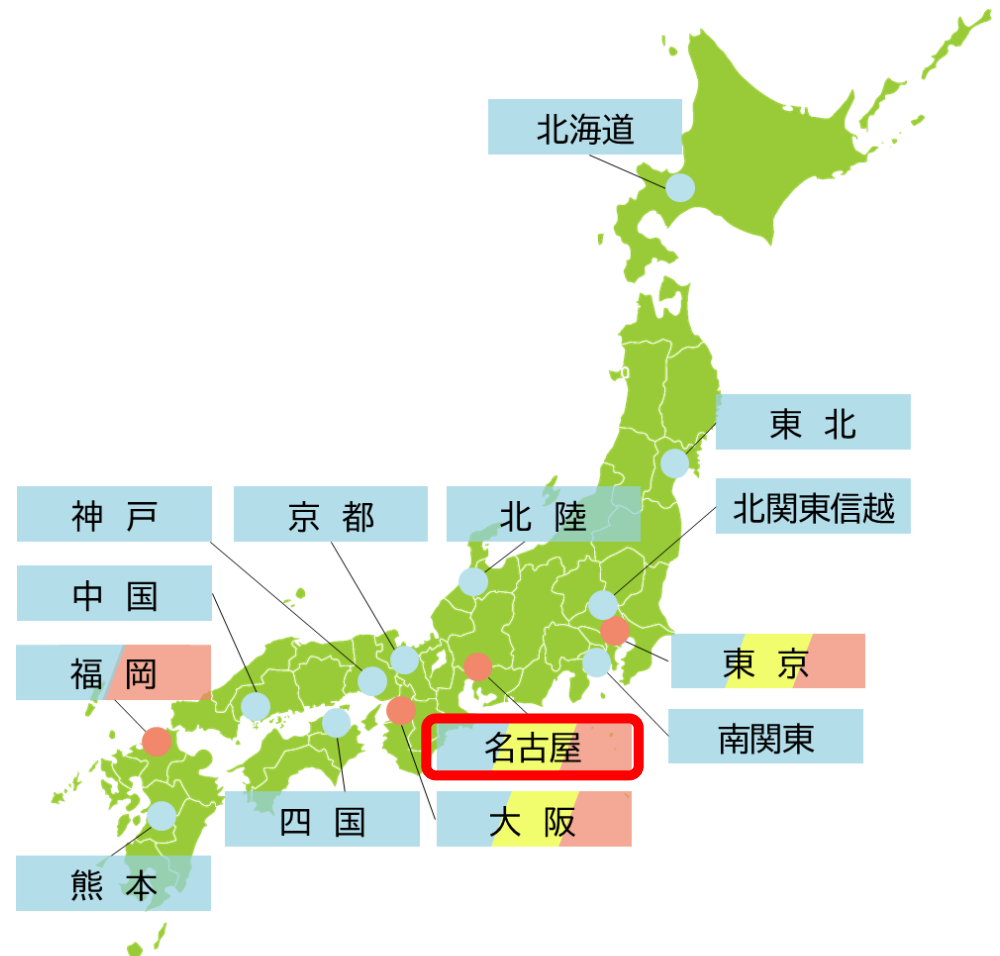 北海道
東 北
神 戸
京 都
北 陸
北関東信越
中 国
福 岡
東 京
名古屋
南関東
四 国
大 阪
熊 本